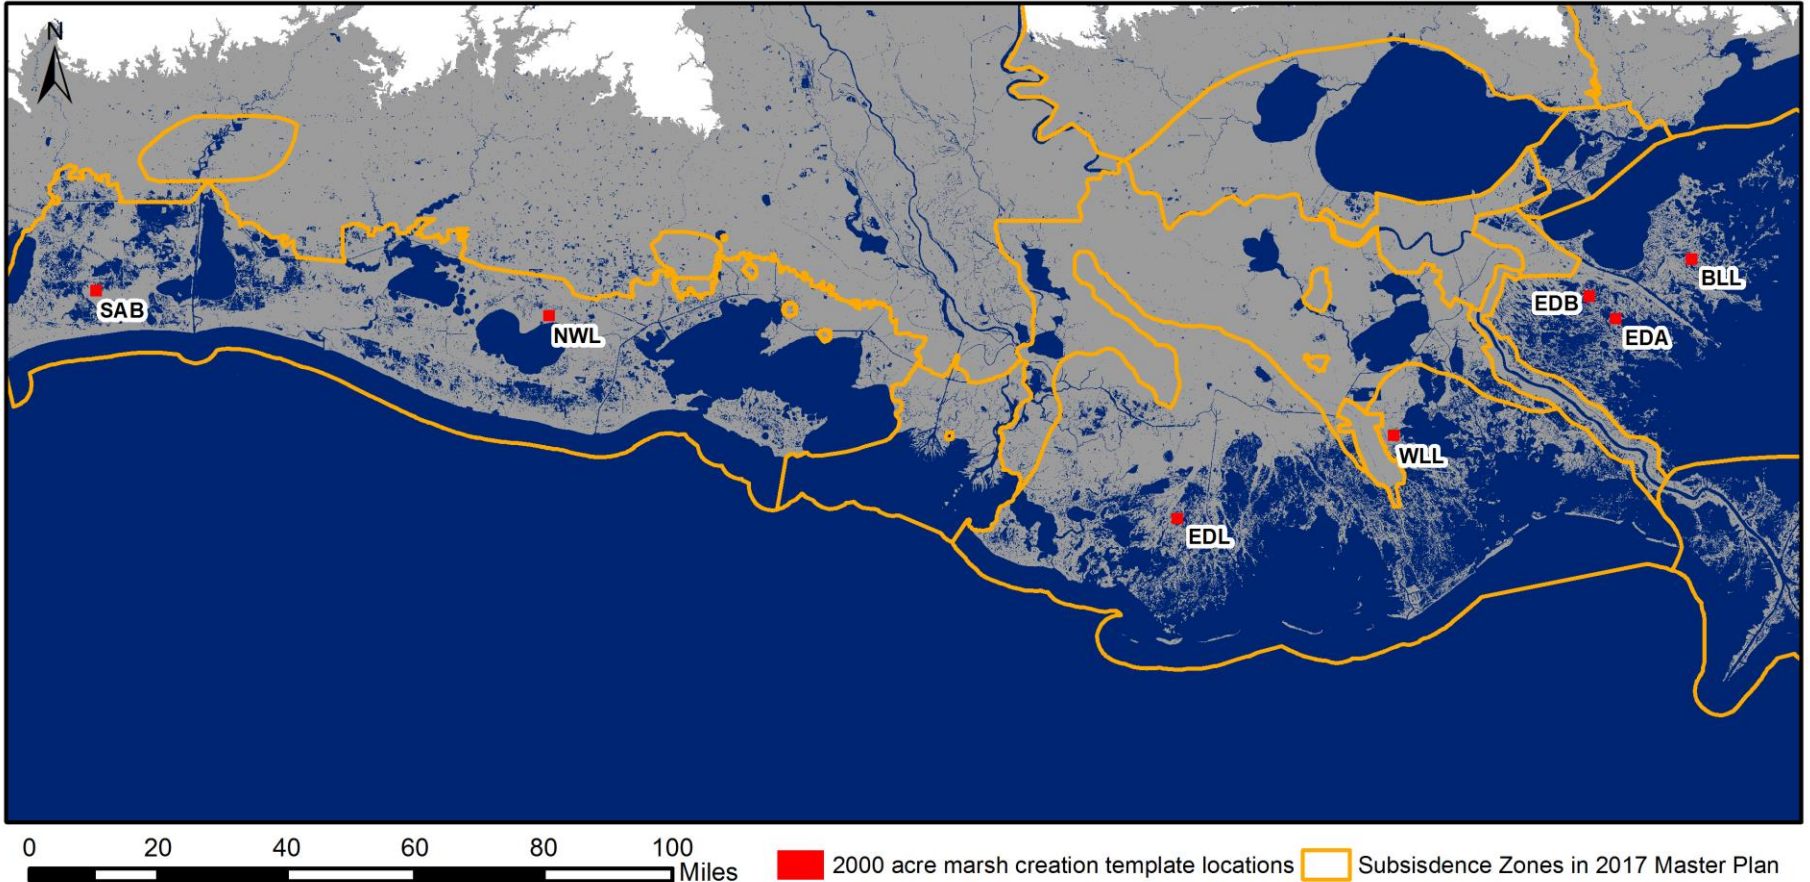 N
SAB
NWL
BLL
EDB
EDA
WLL
EDL
0 20 40 60 80 100
Miles
2000 acre marsh creation template locations
Subsisdence Zones in 2017 Master Plan